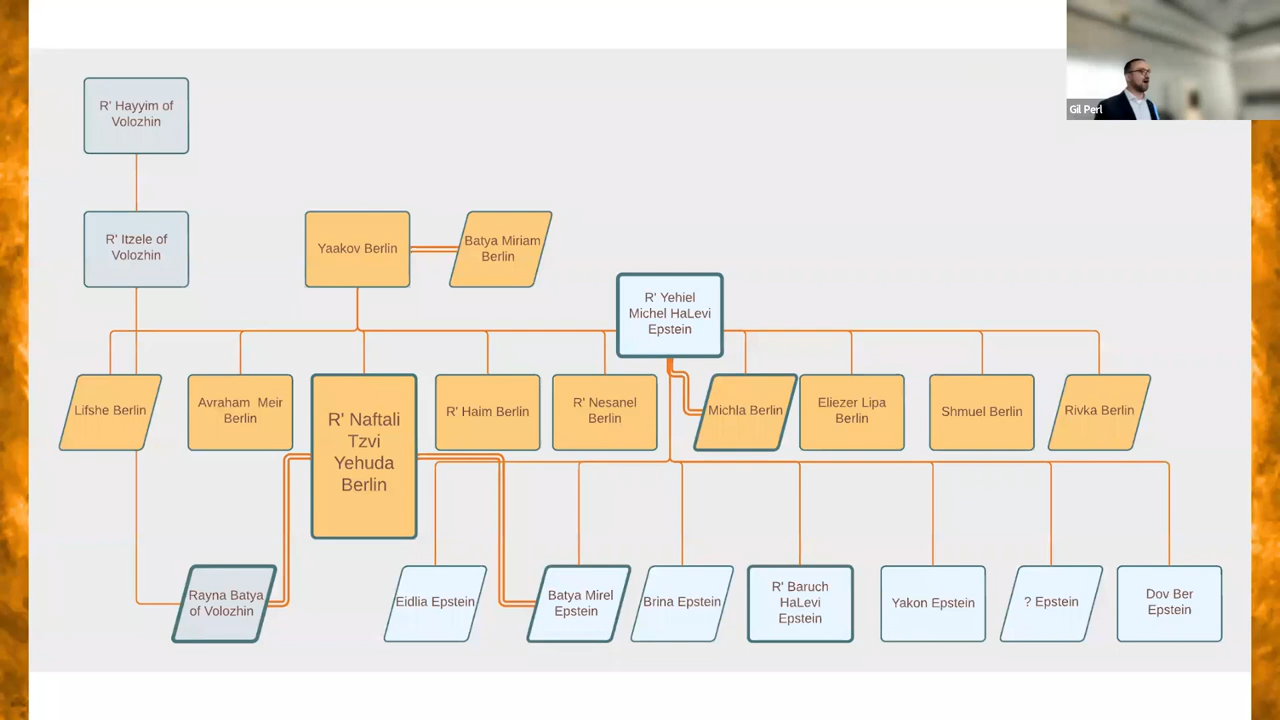 Gil Perl
R' Hayyim of
Volozhin
R' Itzele of
Volozhin
Yaakov Berlin
Batya Miriam
Berlin
R' Yehiel
Michel HaLevi
Epstein
Lifshe Berlin
Avraham Meir
Berlin
R' Naftali
Tzvi
Yehuda
Berlin
R' Haim Berlin
R' Nesanel
Berlin
Michla Berlin
Eliezer Lipa
Berlin
Shmuel Berlin
Rivka Berlin
Rayna Batya
of Volozhin
Eidlia Epstein
Batya Mirel
Epstein
Brina Epstein
R' Baruch
HaLevi
Epstein
Yakon Epstein
? Epstein
Dov Ber
Epstein